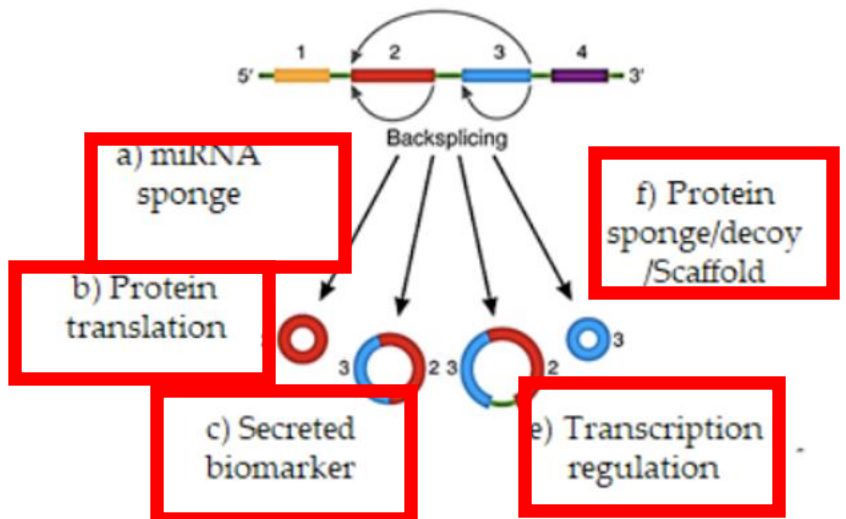 1 2 3 4
5′ 3′
Backsplicing
a) miRNA
sponge
f) Protein
sponge/decoy
/Scaffold
b) Protein
translation
3 2 3 2 3
c) Secreted
biomarker
e) Transcription
regulation